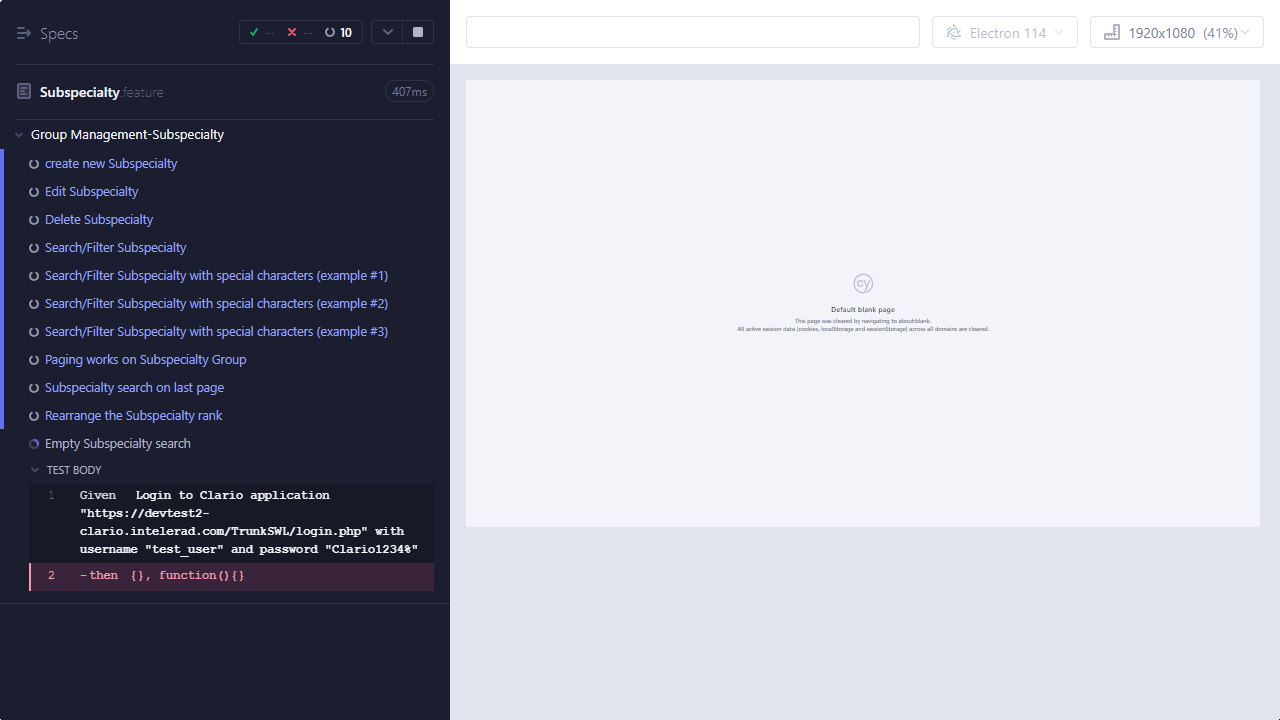 Specs
-- -- 10
Subspecialty.feature
407ms
Group Management-Subspecialty
create new Subspecialty
Edit Subspecialty
Delete Subspecialty
Search/Filter Subspecialty
Search/Filter Subspecialty with special characters (example #1)
Search/Filter Subspecialty with special characters (example #2)
Search/Filter Subspecialty with special characters (example #3)
Paging works on Subspecialty Group
Subspecialty search on last page
Rearrange the Subspecialty rank
Empty Subspecialty search
TEST BODY
1 Given Login to Clario application
"https://devtest2-
clario.intelerad.com/TrunkSWL/login.php" with
username "test_user" and password "Clario1234%"
2 -then {}, function(){}
Electron 114
1920x1080 (41%)
cy
Default blank page
This page was cleared by navigating to about:blank.
All active session data (cookies, localStorage and sessionStorage) across all domains are cleared.